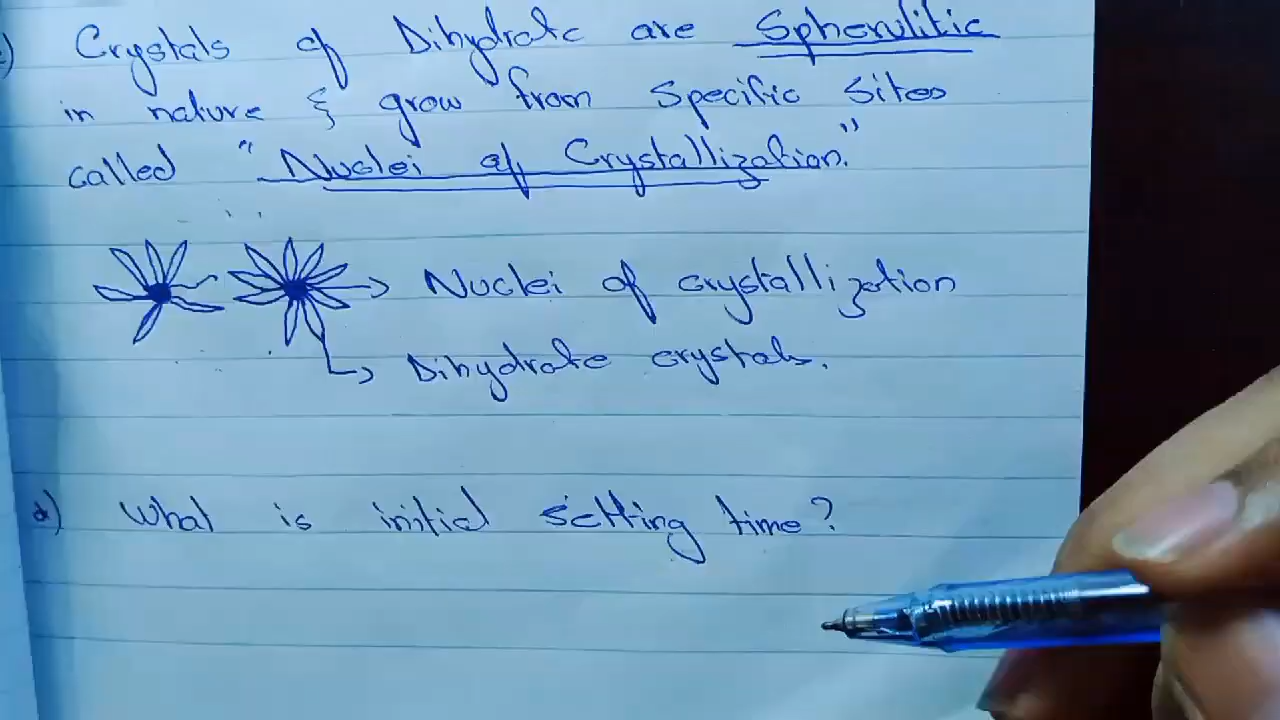 c) Crystals of Dihydrate are Spherulitic
in nature & grow from specific sites
called "Nuclei of Crystallization."
Nuclei of crystallization
Dihydrate crystals.
d) What is initial setting time?